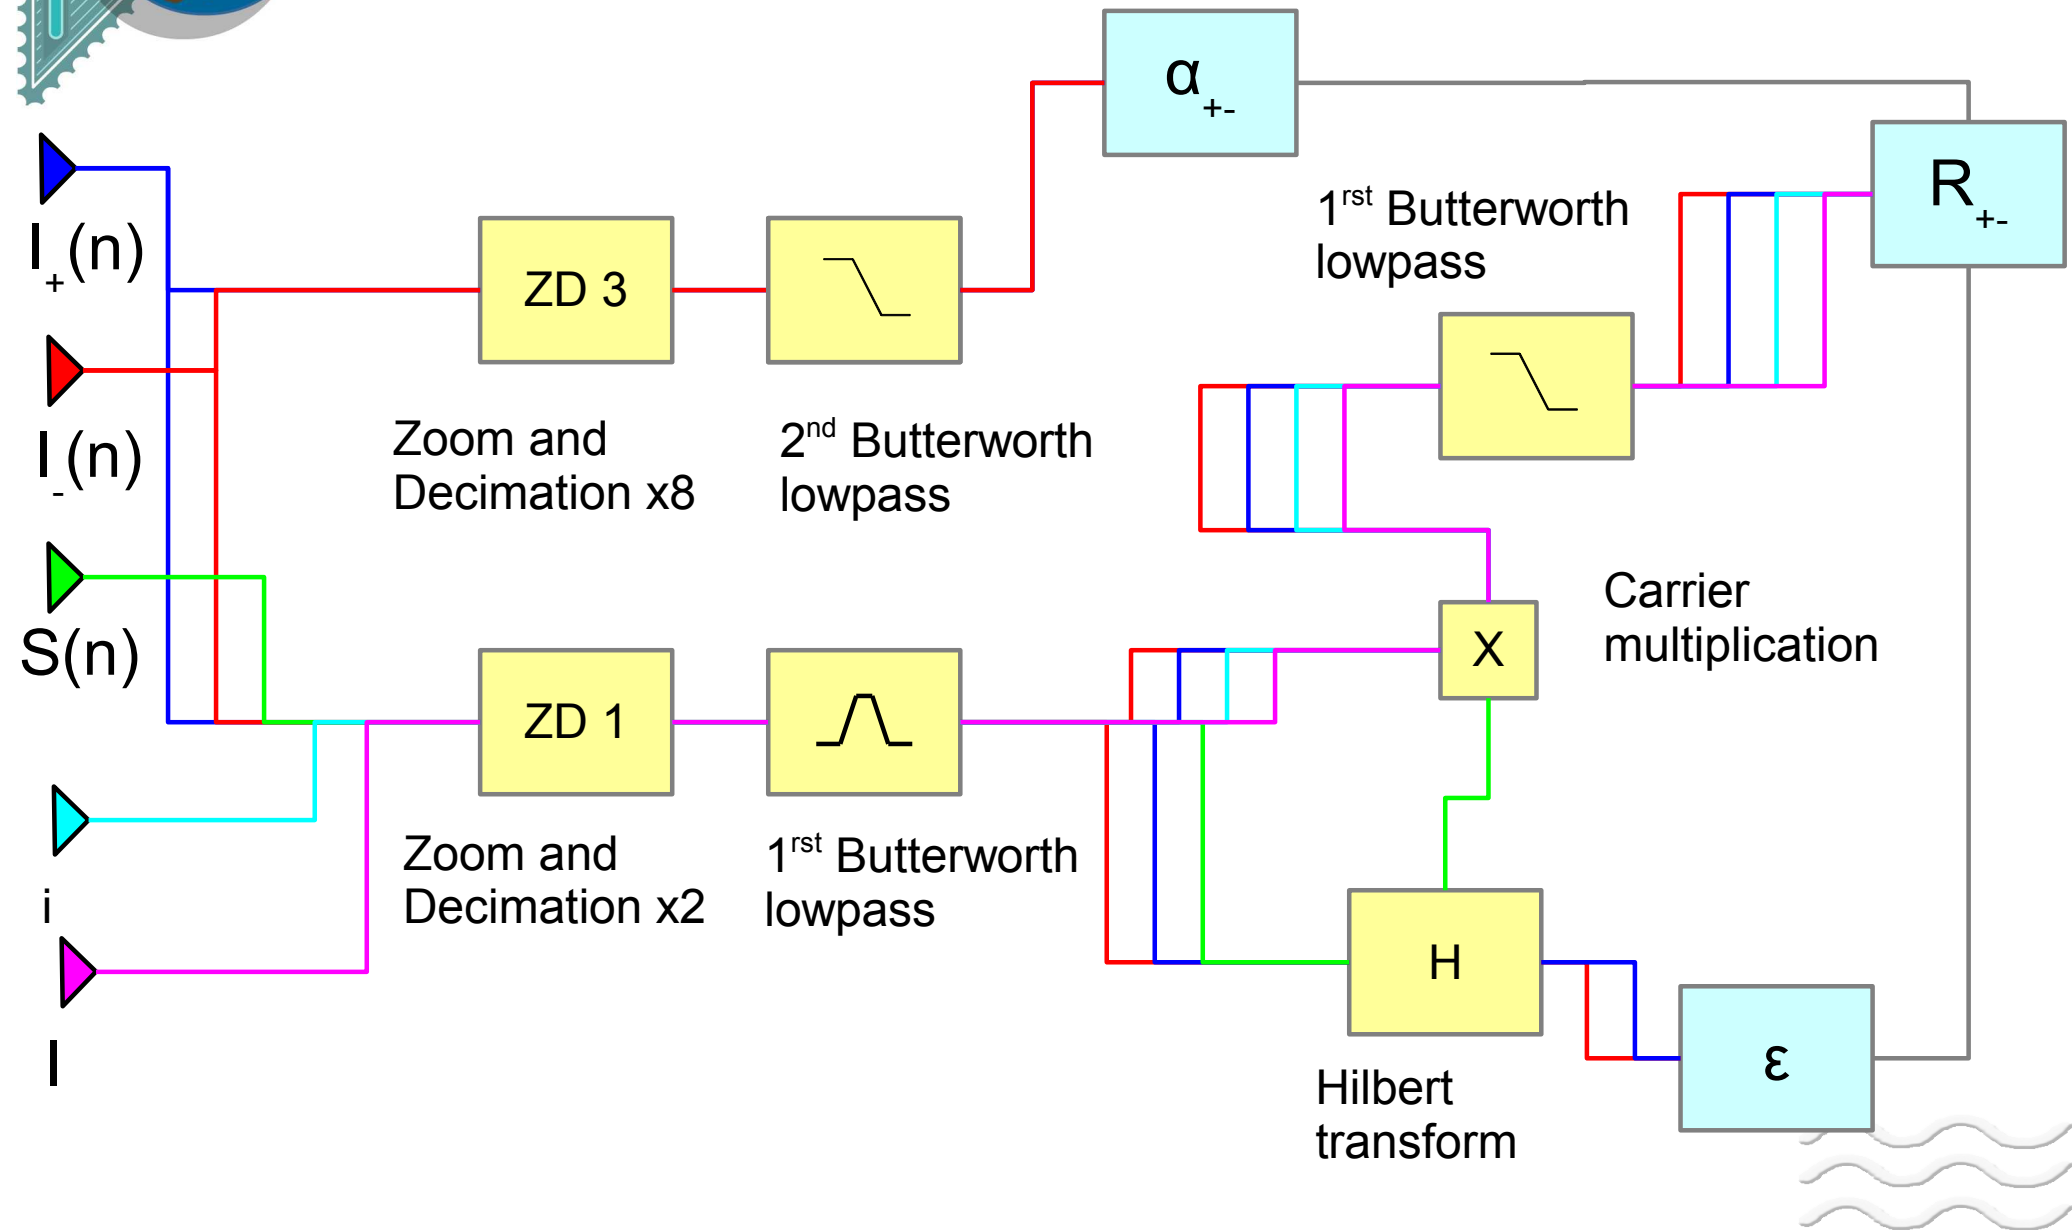 α+-
I+(n)
1rst Butterworth
lowpass
R+-
ZD 3
I-(n)
Zoom and
Decimation x8
2nd Butterworth
lowpass
S(n)
Carrier
multiplication
X
ZD 1
Zoom and
Decimation x2
1rst Butterworth
lowpass
i
H
I
ε
Hilbert
transform